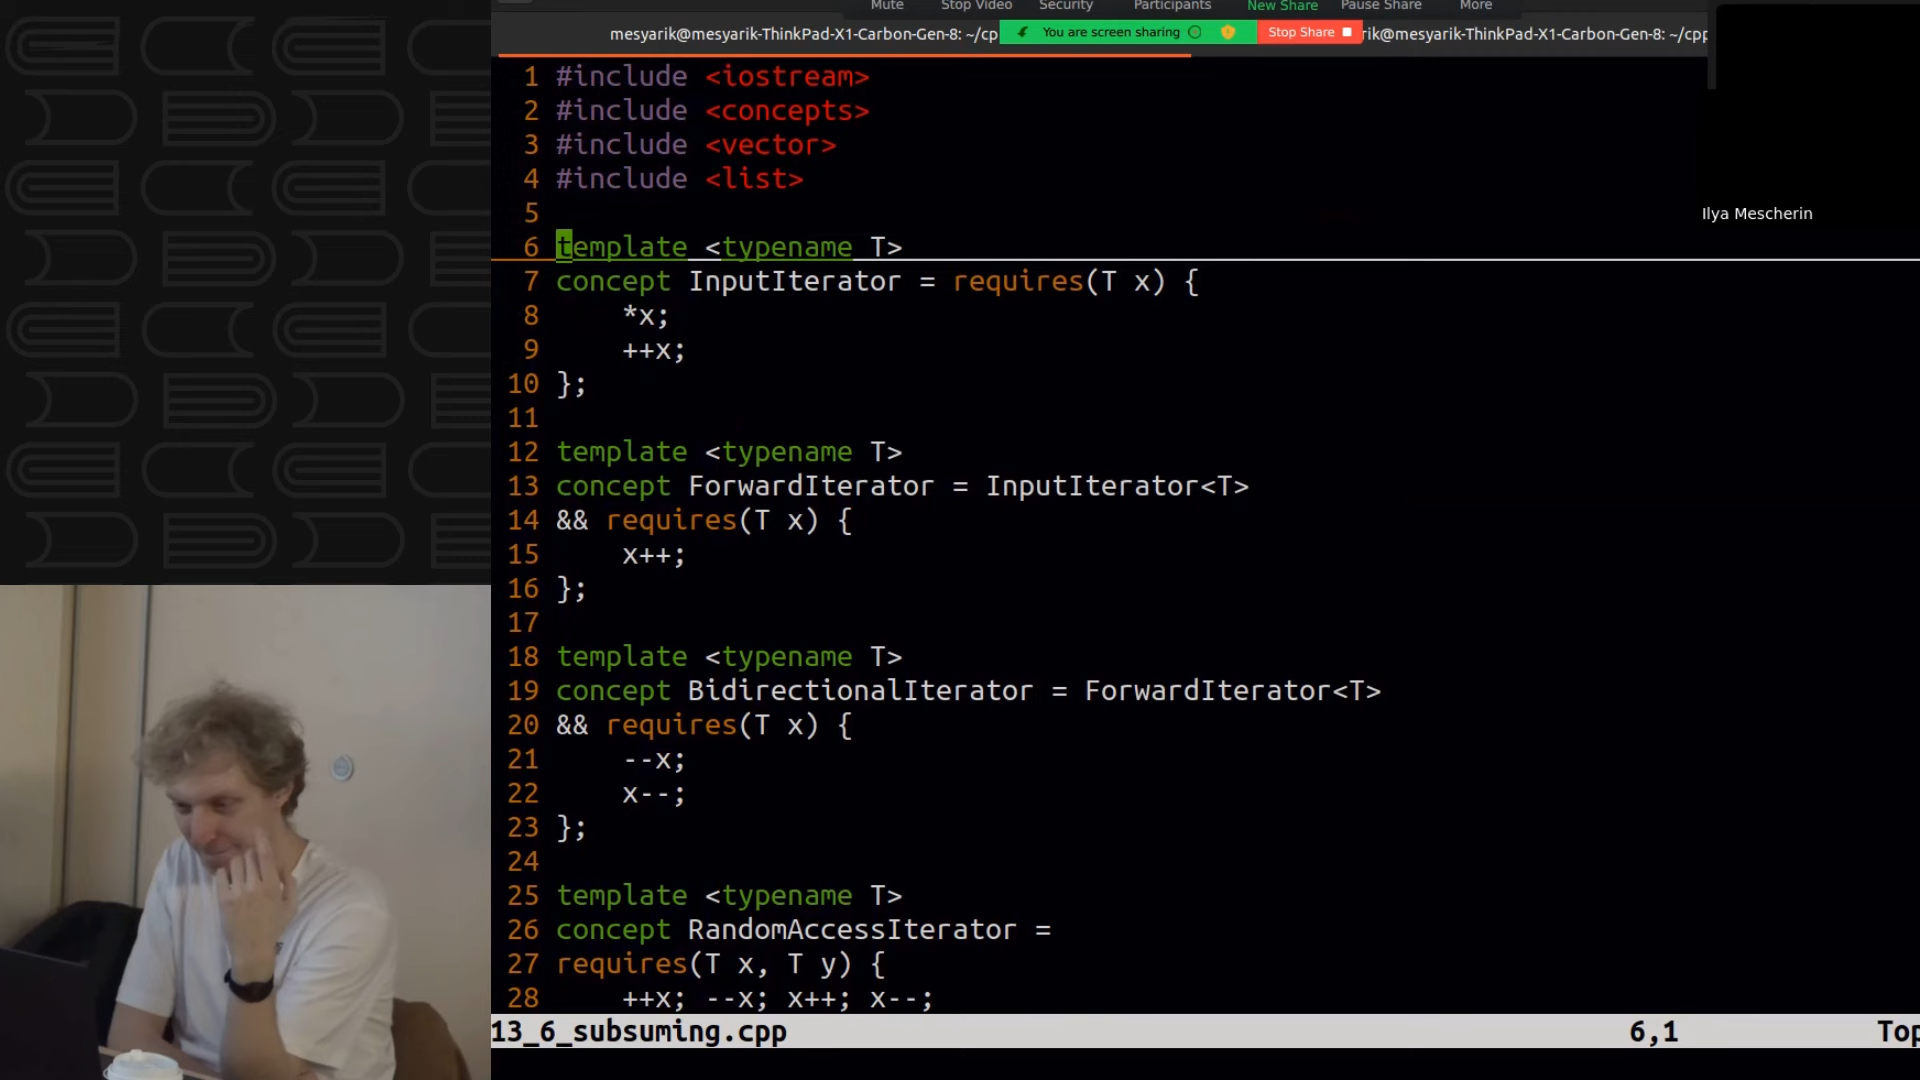 Mute Stop Video Security Participants New Share Pause Share More
mesyarik@mesyarik-ThinkPad-X1-Carbon-Gen-8: ~/cp You are screen sharing Stop Share rik@mesyarik-ThinkPad-X1-Carbon-Gen-8: ~/cpp
Ilya Mescherin
1 #include <iostream>
2 #include <concepts>
3 #include <vector>
4 #include <list>
5
6 template <typename T>
7 concept InputIterator = requires(T x) {
8     *x;
9     ++x;
10 };
11
12 template <typename T>
13 concept ForwardIterator = InputIterator<T>
14 && requires(T x) {
15     x++;
16 };
17
18 template <typename T>
19 concept BidirectionalIterator = ForwardIterator<T>
20 && requires(T x) {
21     --x;
22     x--;
23 };
24
25 template <typename T>
26 concept RandomAccessIterator =
27 requires(T x, T y) {
28     ++x; --x; x++; x--;
13_6_subsuming.cpp 6,1 Top